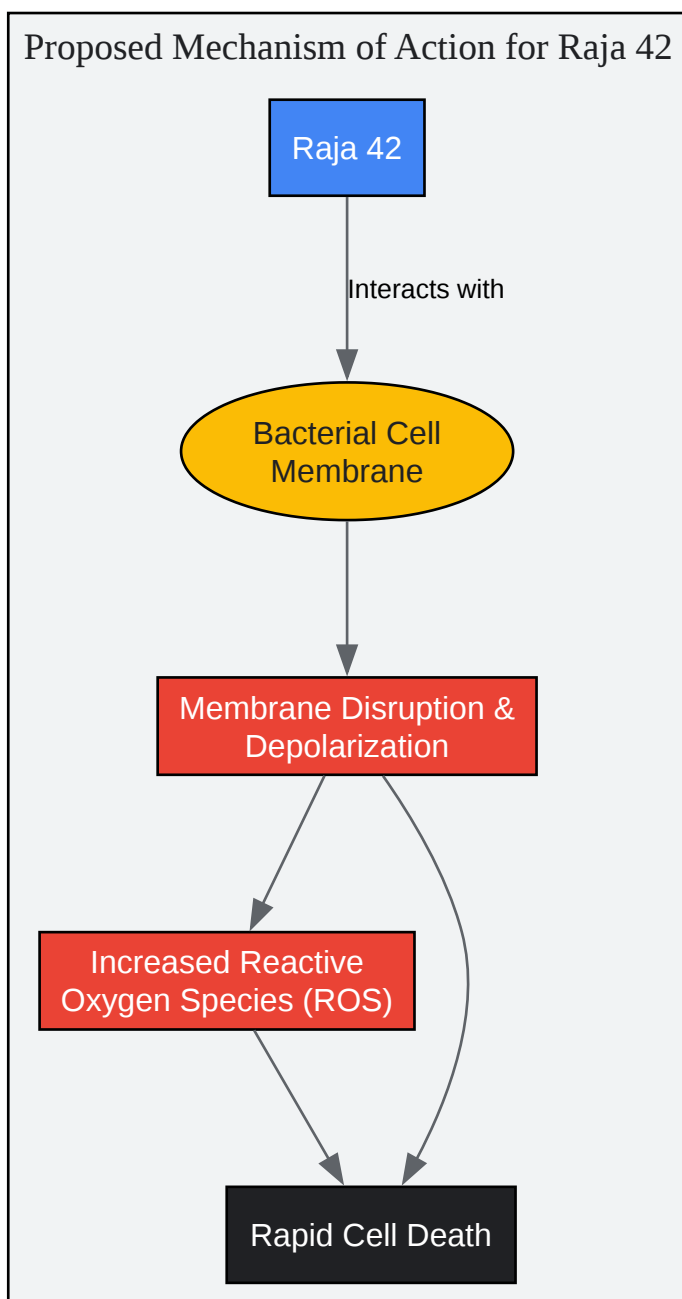 Proposed Mechanism of Action for Raja 42
Raja 42
Interacts with
Bacterial Cell
Membrane
Membrane Disruption &
Depolarization
Increased Reactive
Oxygen Species (ROS)
Rapid Cell Death